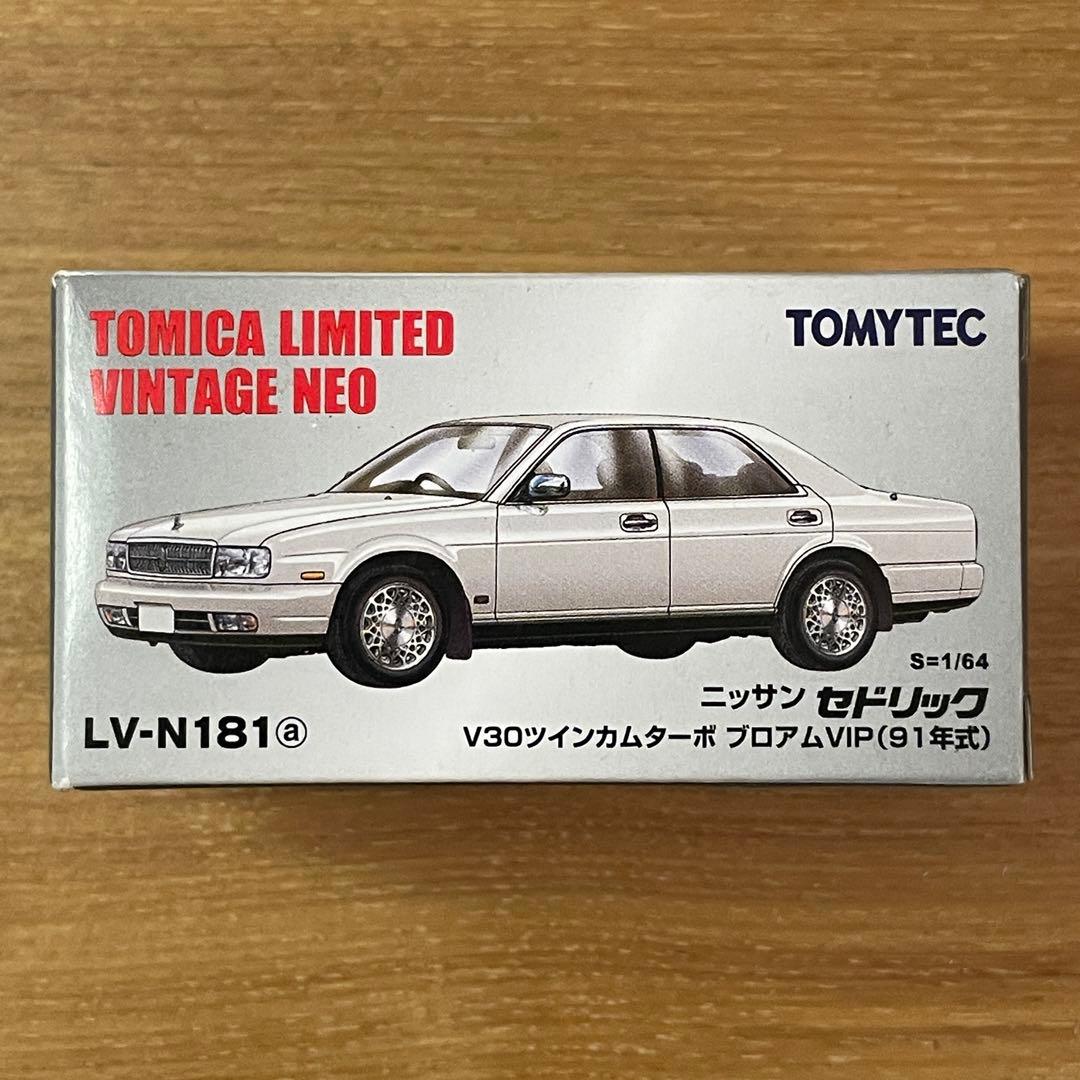 TOMICA LIMITED
VINTAGE NEO
TOMYTEC
S=1/64
ニッサン セドリック
LV-N181ⓐ
V30ツインカムターボ ブロアムVIP(91年式)